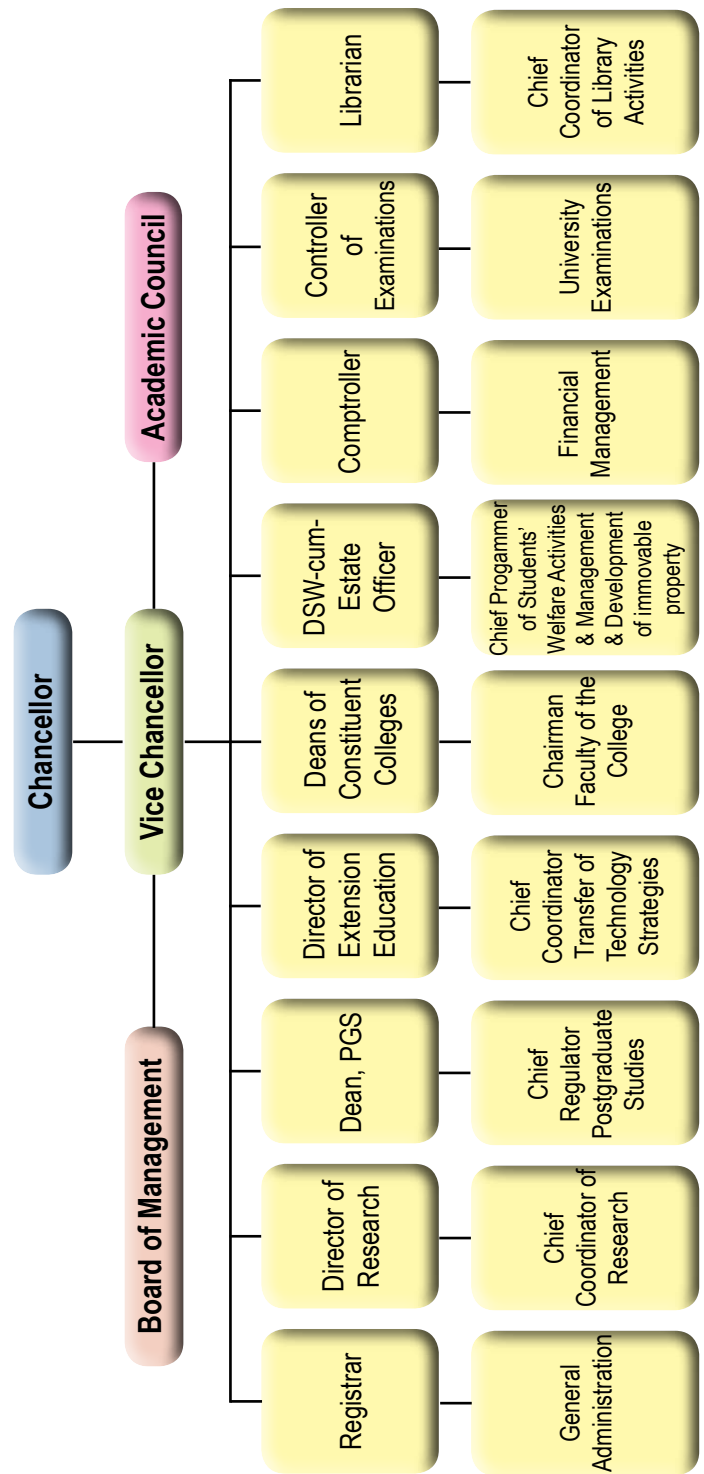 Chancellor
Board of Management
Vice Chancellor
Academic Council
Registrar
Director of
Research
Dean, PGS
Director of
Extension
Education
Deans of
Constituent
Colleges
DSW-cum-
Estate
Officer
Comptroller
Controller
of
Examinations
Librarian
General
Administration
Chief
Coordinator of
Research
Chief
Regulator
Postgraduate
Studies
Chief
Coordinator
Transfer of
Technology
Strategies
Chairman
Faculty of the
College
Chief Progammer
of Students’
Welfare Activities
& Management
& Development
of immovable
property
Financial
Management
University
Examinations
Chief
Coordinator
of Library
Activities